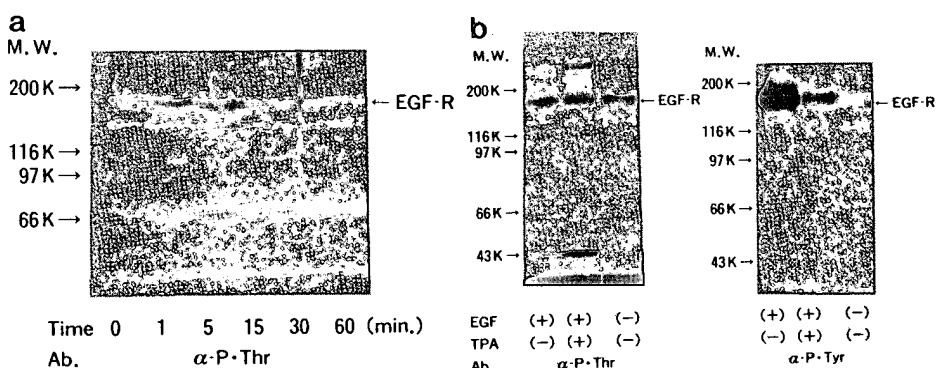 a
M.W.
200K→
← EGF-R
116K→
97K→
66K→
Time 0 1 5 15 30 60 (min.)
Ab. α-P·Thr
b
M.W.
200K→
←EGF-R
116K→
97K→
66K→
43K→
EGF (+) (+) (-)
TPA (-) (+) (-)
Ab. α-P·Thr
M.W.
200K→
←EGF-R
116K→
97K→
66K→
43K→
(+) (+) (-)
(-) (+) (-)
α-P·Tyr